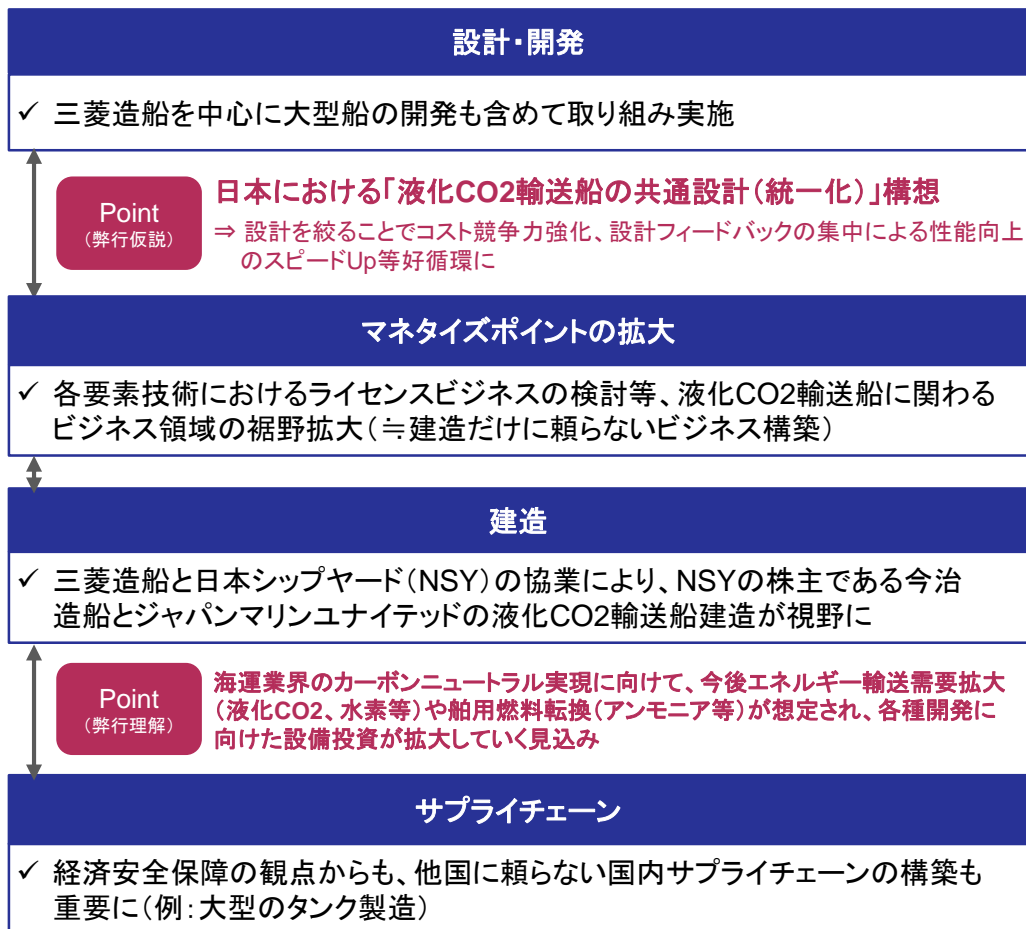 設計・開発
✓ 三菱造船を中心に大型船の開発も含めて取り組み実施
Point
（弊行仮説）
日本における「液化CO2輸送船の共通設計（統一化）」構想
⇒ 設計を絞ることでコスト競争力強化、設計フィードバックの集中による性能向上
のスピードUp等好循環に
マネタイズポイントの拡大
✓ 各要素技術におけるライセンスビジネスの検討等、液化CO2輸送船に関わる
ビジネス領域の裾野拡大（≒建造だけに頼らないビジネス構築）
建造
✓ 三菱造船と日本シップヤード（NSY）の協業により、NSYの株主である今治
造船とジャパンマリンユナイテッドの液化CO2輸送船建造が視野に
Point
（弊行理解）
海運業界のカーボンニュートラル実現に向けて、今後エネルギー輸送需要拡大
（液化CO2、水素等）や舶用燃料転換（アンモニア等）が想定され、各種開発に
向けた設備投資が拡大していく見込み
サプライチェーン
✓ 経済安全保障の観点からも、他国に頼らない国内サプライチェーンの構築も
重要に（例：大型のタンク製造）